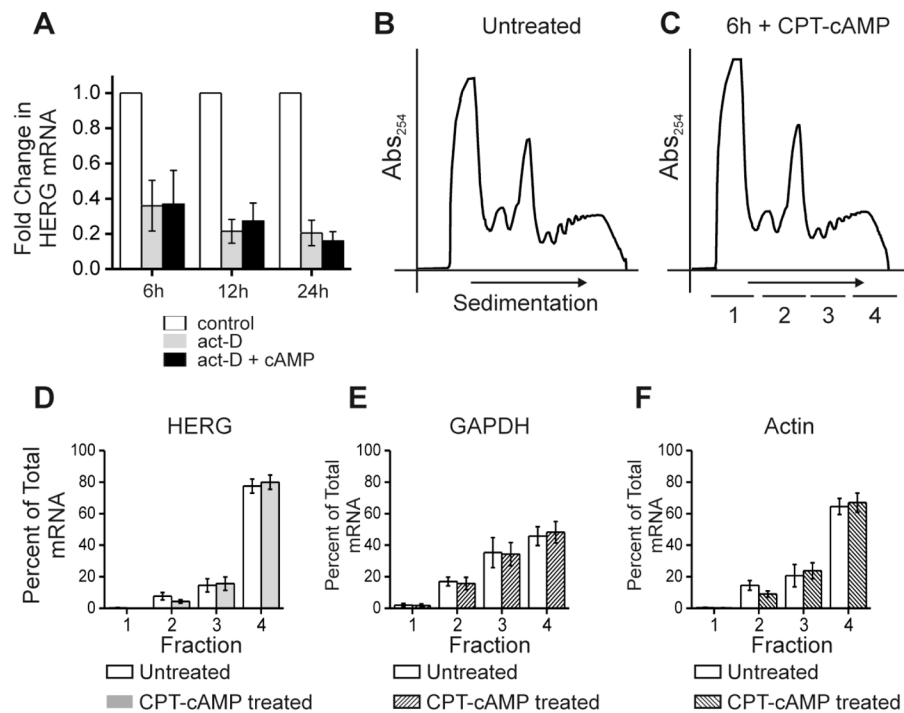 A
Fold Change in
HERG mRNA
1.0
0.8
0.6
0.4
0.2
0.0
6h
12h
24h
control
act-D
act-D + cAMP
B
Untreated
Abs254
Sedimentation
C
6h + CPT-cAMP
Abs254
1
2
3
4
D
HERG
Percent of Total
mRNA
100
80
60
40
20
0
1
2
3
4
Fraction
Untreated
CPT-cAMP treated
E
GAPDH
Percent of Total
mRNA
100
80
60
40
20
0
1
2
3
4
Fraction
Untreated
CPT-cAMP treated
F
Actin
Percent of Total
mRNA
100
80
60
40
20
0
1
2
3
4
Fraction
Untreated
CPT-cAMP treated